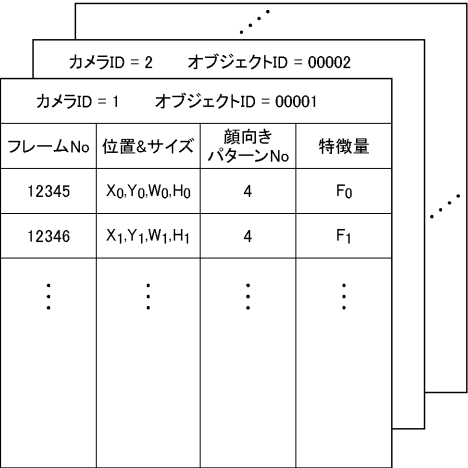 カメラID = 2 オブジェクトID = 00002
カメラID = 1 オブジェクトID = 00001
フレームNo 位置&サイズ 顔向き
パターンNo 特徴量
12345 X0,Y0,W0,H0 4 F0
12346 X1,Y1,W1,H1 4 F1